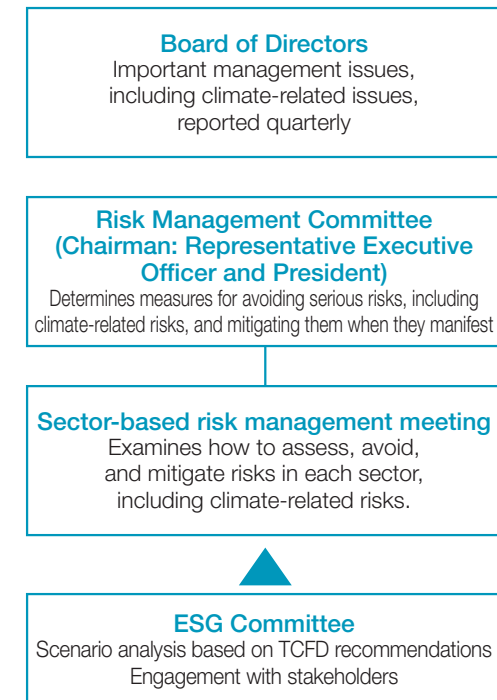 Board of Directors
Important management issues,
including climate-related issues,
reported quarterly
Risk Management Committee
(Chairman: Representative Executive
Officer and President)
Determines measures for avoiding serious risks, including
climate-related risks, and mitigating them when they manifest
Sector-based risk management meeting
Examines how to assess, avoid,
and mitigate risks in each sector,
including climate-related risks.
ESG Committee
Scenario analysis based on TCFD recommendations
Engagement with stakeholders